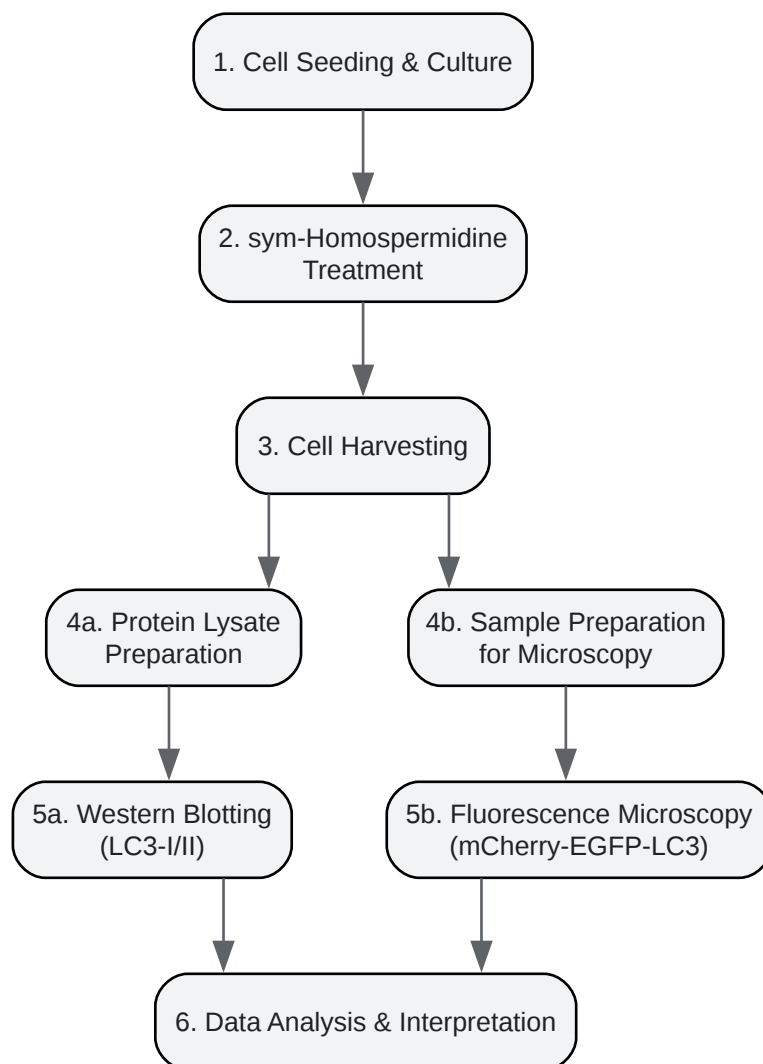 1. Cell Seeding & Culture
2. sym-Homospermidine
Treatment
3. Cell Harvesting
4a. Protein Lysate
Preparation
4b. Sample Preparation
for Microscopy
5a. Western Blotting
(LC3-I/II)
5b. Fluorescence Microscopy
(mCherry-EGFP-LC3)
6. Data Analysis & Interpretation